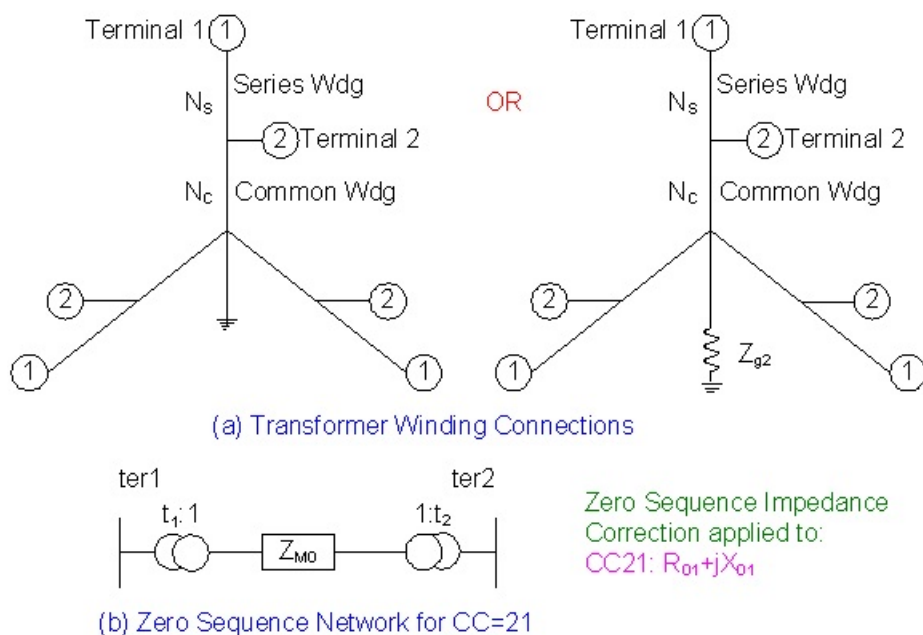 Terminal 1 1
Series Wdg
Ns
2 Terminal 2
Nc Common Wdg
2
2
1
1
OR
Terminal 1 1
Series Wdg
Ns
2 Terminal 2
Nc Common Wdg
2
2
1
1
Zg2
(a) Transformer Winding Connections
ter1
ter2
t1:1
1:t2
ZM0
Zero Sequence Impedance
Correction applied to:
CC21: R01+jX01
(b) Zero Sequence Network for CC=21